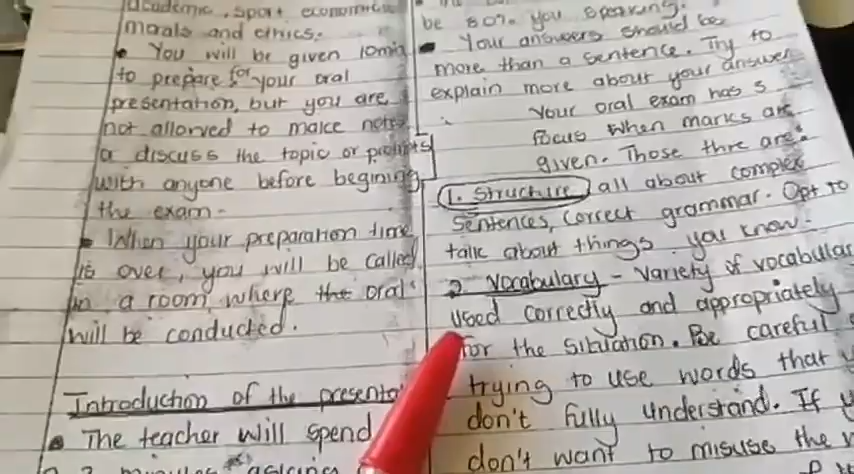 academic, sport economics
morals and ethics.
• You will be given 10min
to prepare for your oral
presentation, but you are
not allorved to make notes
or discuss the topic or
with anyone before begining
the exam.
• When your preparation time
is over, you will be called
in a room where the oral
will be conducted.
Introduction of the
• The teacher will spend
be 80% you speaking.
• Your answers should be
more than a sentence. Try to
explain more about your answer
Your oral exam has
focus when marks are
given. Those thre are:
1. Structure all about complex
Sentences, correct grammar. Opt to
talk about things you know.
2. Vocabulary - Variety of vocabular
used correctly and appropriately
for the situation. Be careful
trying to use words that
don't fully understand. If
don't want to misuse the